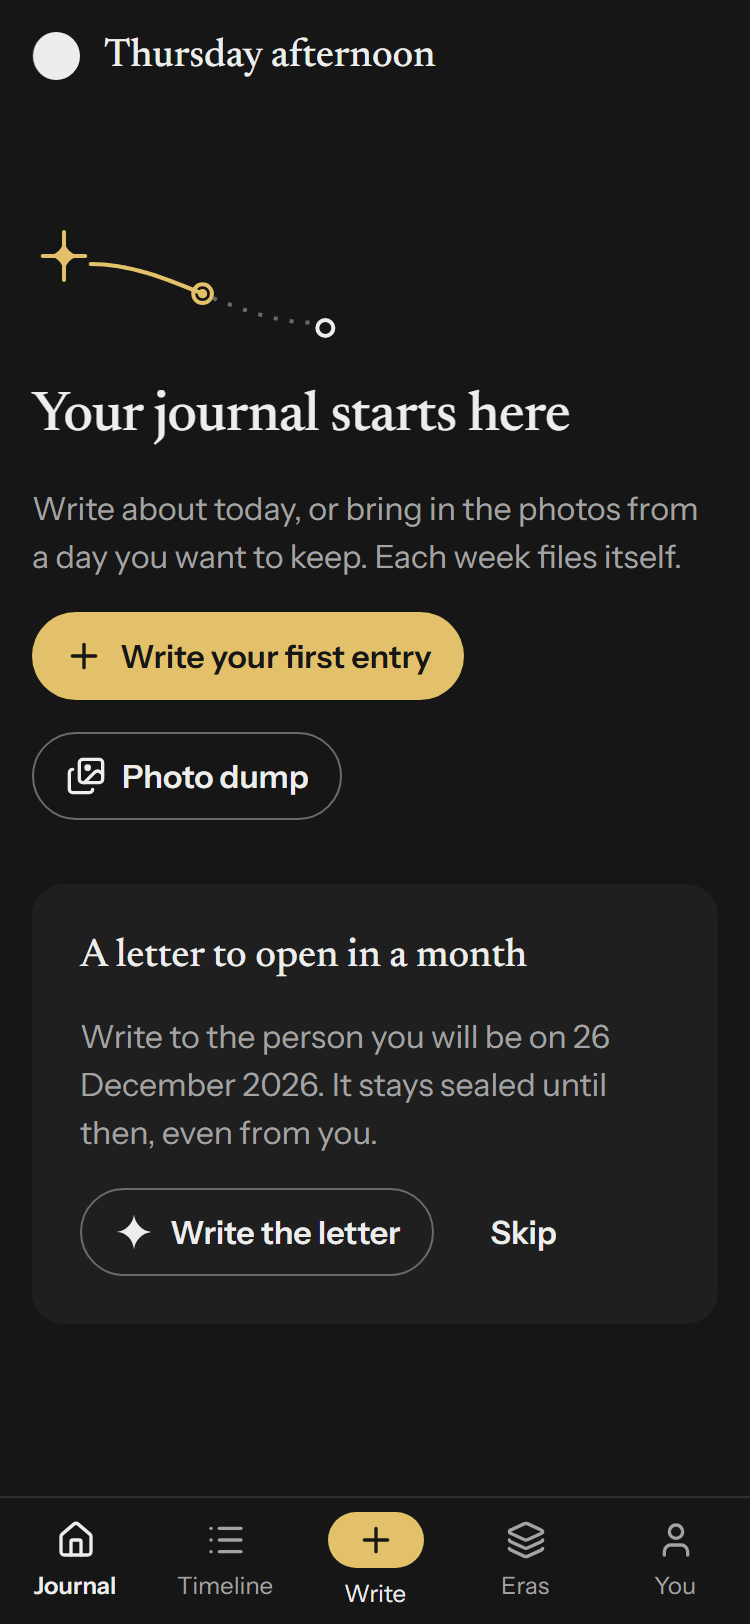 Thursday afternoon
Your journal starts here
Write about today, or bring in the photos from
a day you want to keep. Each week files itself.
Write your first entry
Photo dump
A letter to open in a month
Write to the person you will be on 26
December 2026. It stays sealed until
then, even from you.
Write the letter
Skip
Journal
Timeline
Write
Eras
You